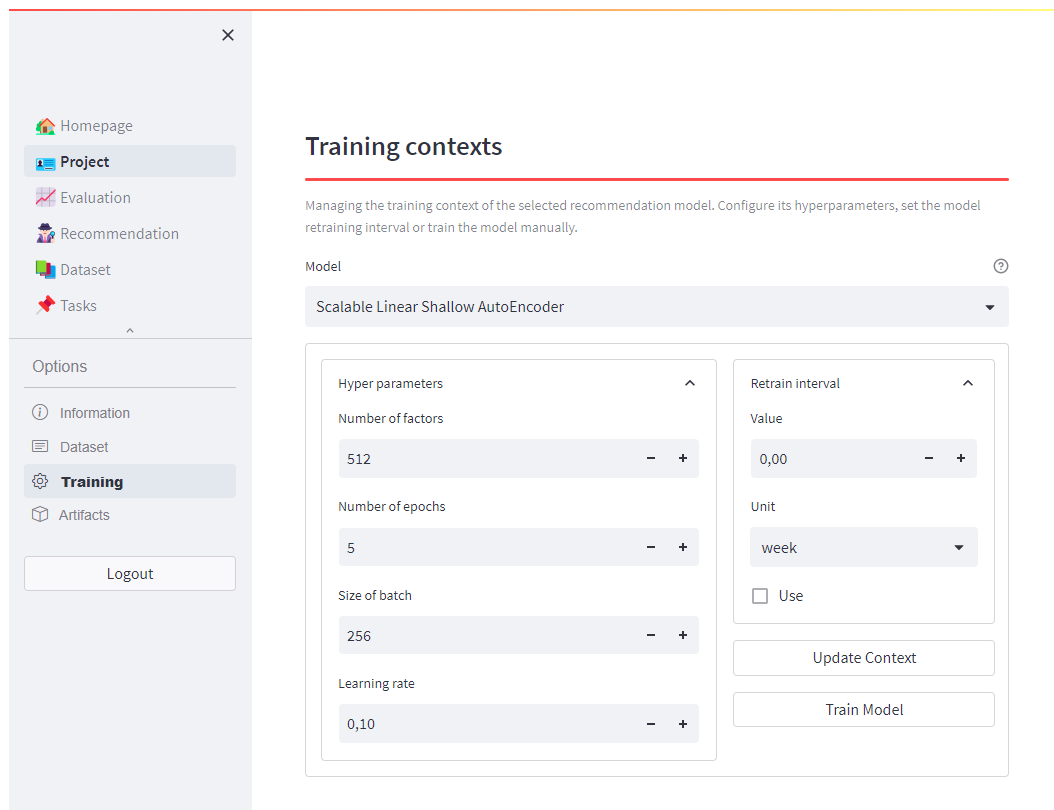 Homepage
Project
Evaluation
Recommendation
Dataset
Tasks
Options
Information
Dataset
Training
Artifacts
Logout
Training contexts
Managing the training context of the selected recommendation model. Configure its hyperparameters, set the model
retraining interval or train the model manually.
Model
Scalable Linear Shallow AutoEncoder
Hyper parameters
Number of factors
512
Number of epochs
5
Size of batch
256
Learning rate
0,10
Retrain interval
Value
0,00
Unit
week
Use
Update Context
Train Model